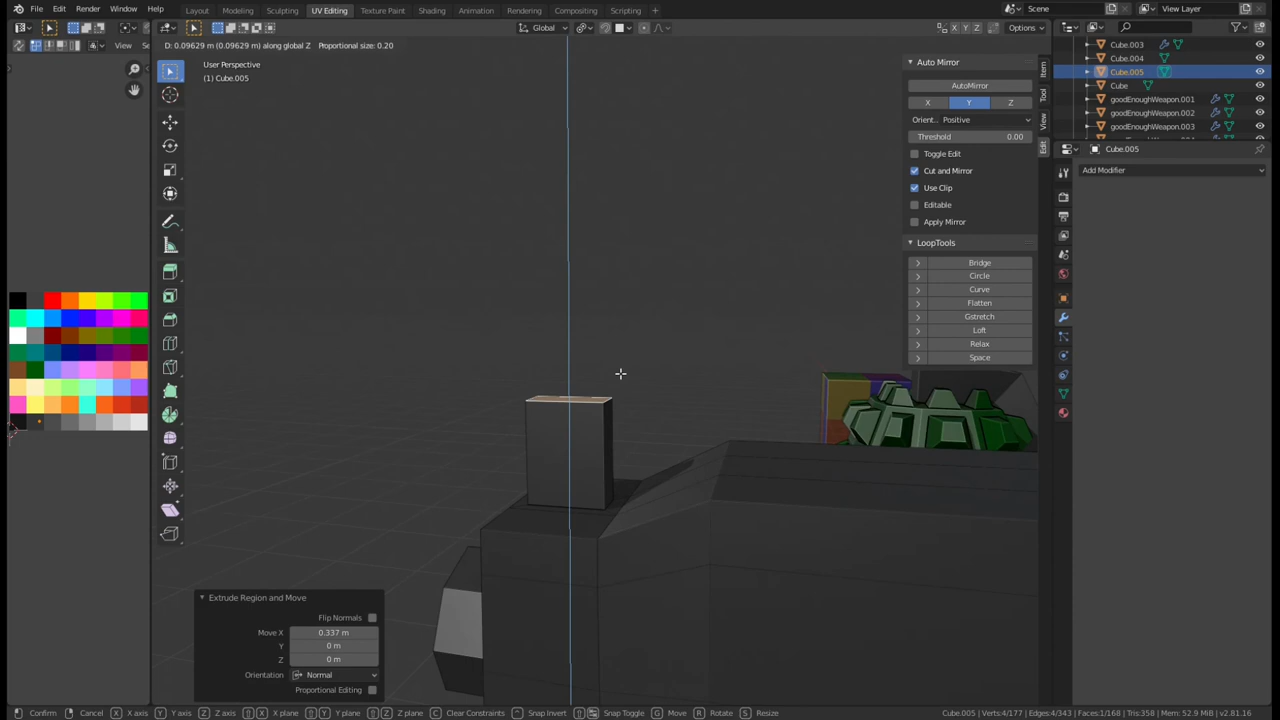 File Edit Render Window Help
Layout Modeling Sculpting UV Editing Texture Paint Shading Animation Rendering Compositing Scripting +
Scene
View Layer
View
Global
X Y Z Options
D: 0.09629 m (0.09629 m) along global Z Proportional size: 0.20
User Perspective
(1) Cube.005
Auto Mirror
AutoMirror
X Y Z
Orient.. Positive
Threshold 0.00
Toggle Edit
Cut and Mirror
Use Clip
Editable
Apply Mirror
LoopTools
Bridge
Circle
Curve
Flatten
Gstretch
Loft
Relax
Space
Item
Tool
View
Edit
Cube.003
Cube.004
Cube.005
Cube
goodEnoughWeapon.001
goodEnoughWeapon.002
goodEnoughWeapon.003
Cube.005
Add Modifier
Extrude Region and Move
Flip Normals
Move X 0.337 m
Y 0 m
Z 0 m
Orientation Normal
Proportional Editing
Confirm Cancel X X axis Y Y axis Z Z axis X X plane Y Y plane Z Z plane C Clear Constraints Snap Invert Snap Toggle G Move R Rotate S Resize
Cube.005 | Verts:4/177 | Edges:4/343 | Faces:1/168 | Tris:358 | Mem: 52.9 MiB | v2.81.16